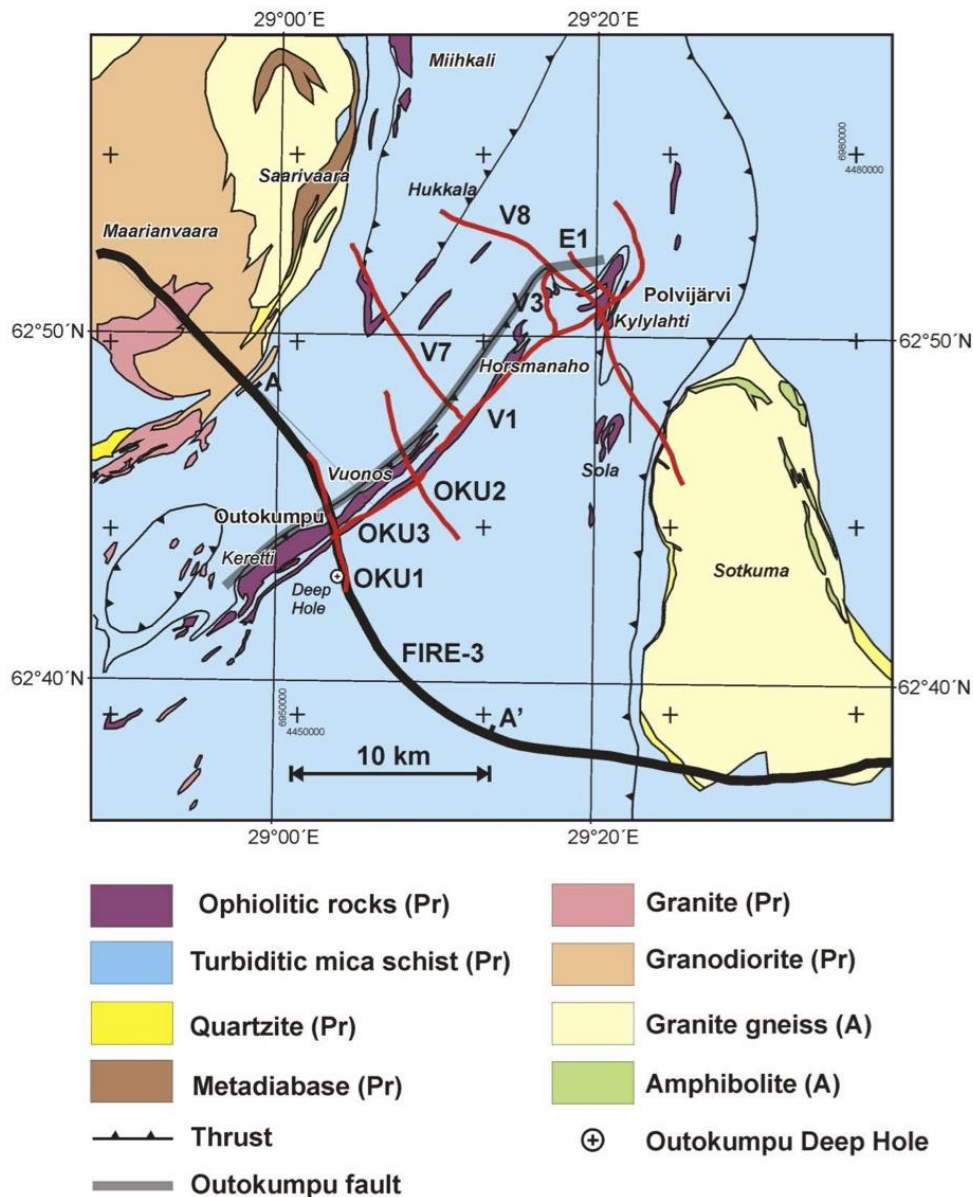 29°00´E 29°20´E
Miihkali
6980000
4480000
Saarivaara
Hukkala
V8
Maarianvaara
E1
Polvijärvi
V3
Kylylahti
62°50´N
62°50´N
V7
Horsmanaho
A
V1
Vuonos
Sola
OKU2
Outokumpu
OKU3
Keretti
Sotkuma
OKU1
Deep
Hole
FIRE-3
62°40´N
62°40´N
6950000
4450000
A'
10 km
29°00´E 29°20´E
Ophiolitic rocks (Pr)
Turbiditic mica schist (Pr)
Quartzite (Pr)
Metadiabase (Pr)
Thrust
Outokumpu fault
Granite (Pr)
Granodiorite (Pr)
Granite gneiss (A)
Amphibolite (A)
Outokumpu Deep Hole